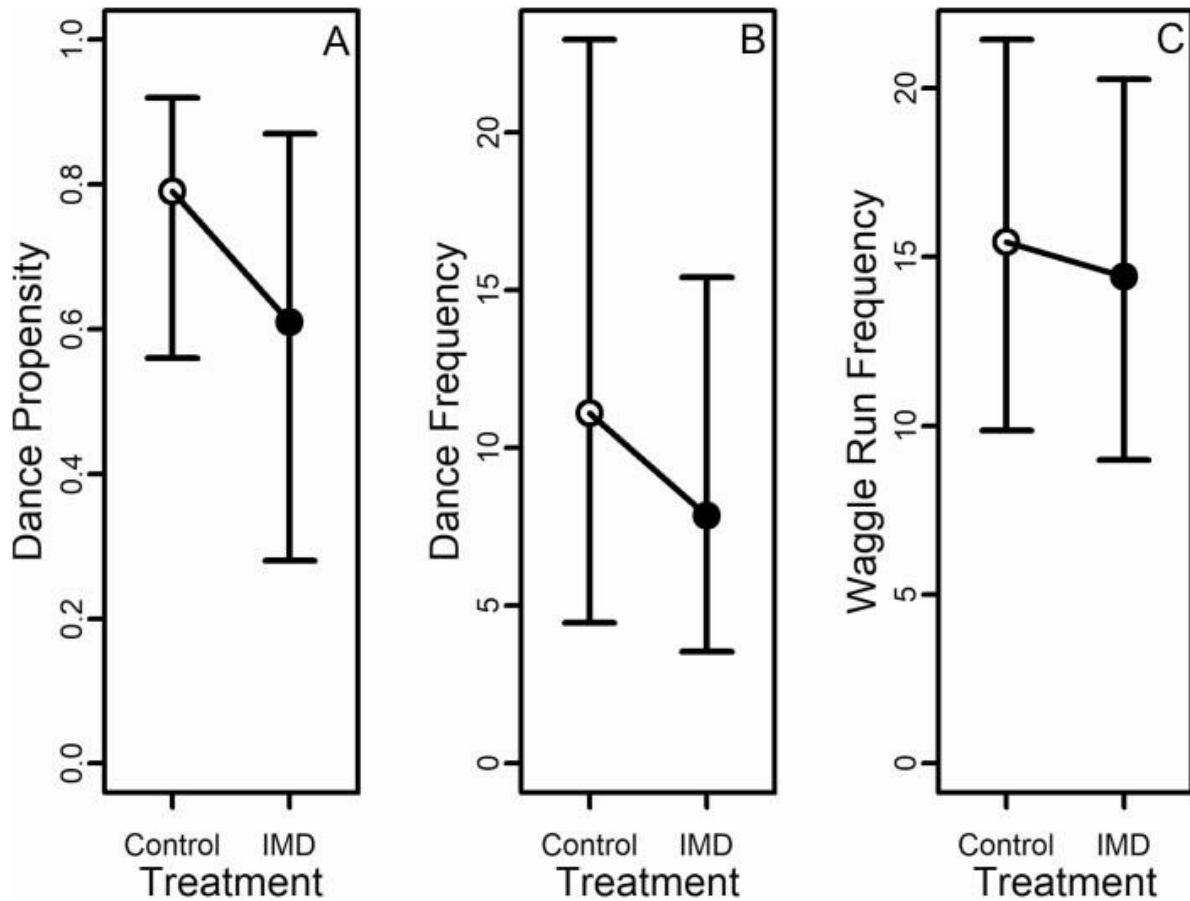 A
Dance Propensity
1.0
0.8
0.6
0.4
0.2
0.0
Control IMD
Treatment
B
Dance Frequency
20
15
10
5
0
Control IMD
Treatment
C
Waggle Run Frequency
20
15
10
5
0
Control IMD
Treatment